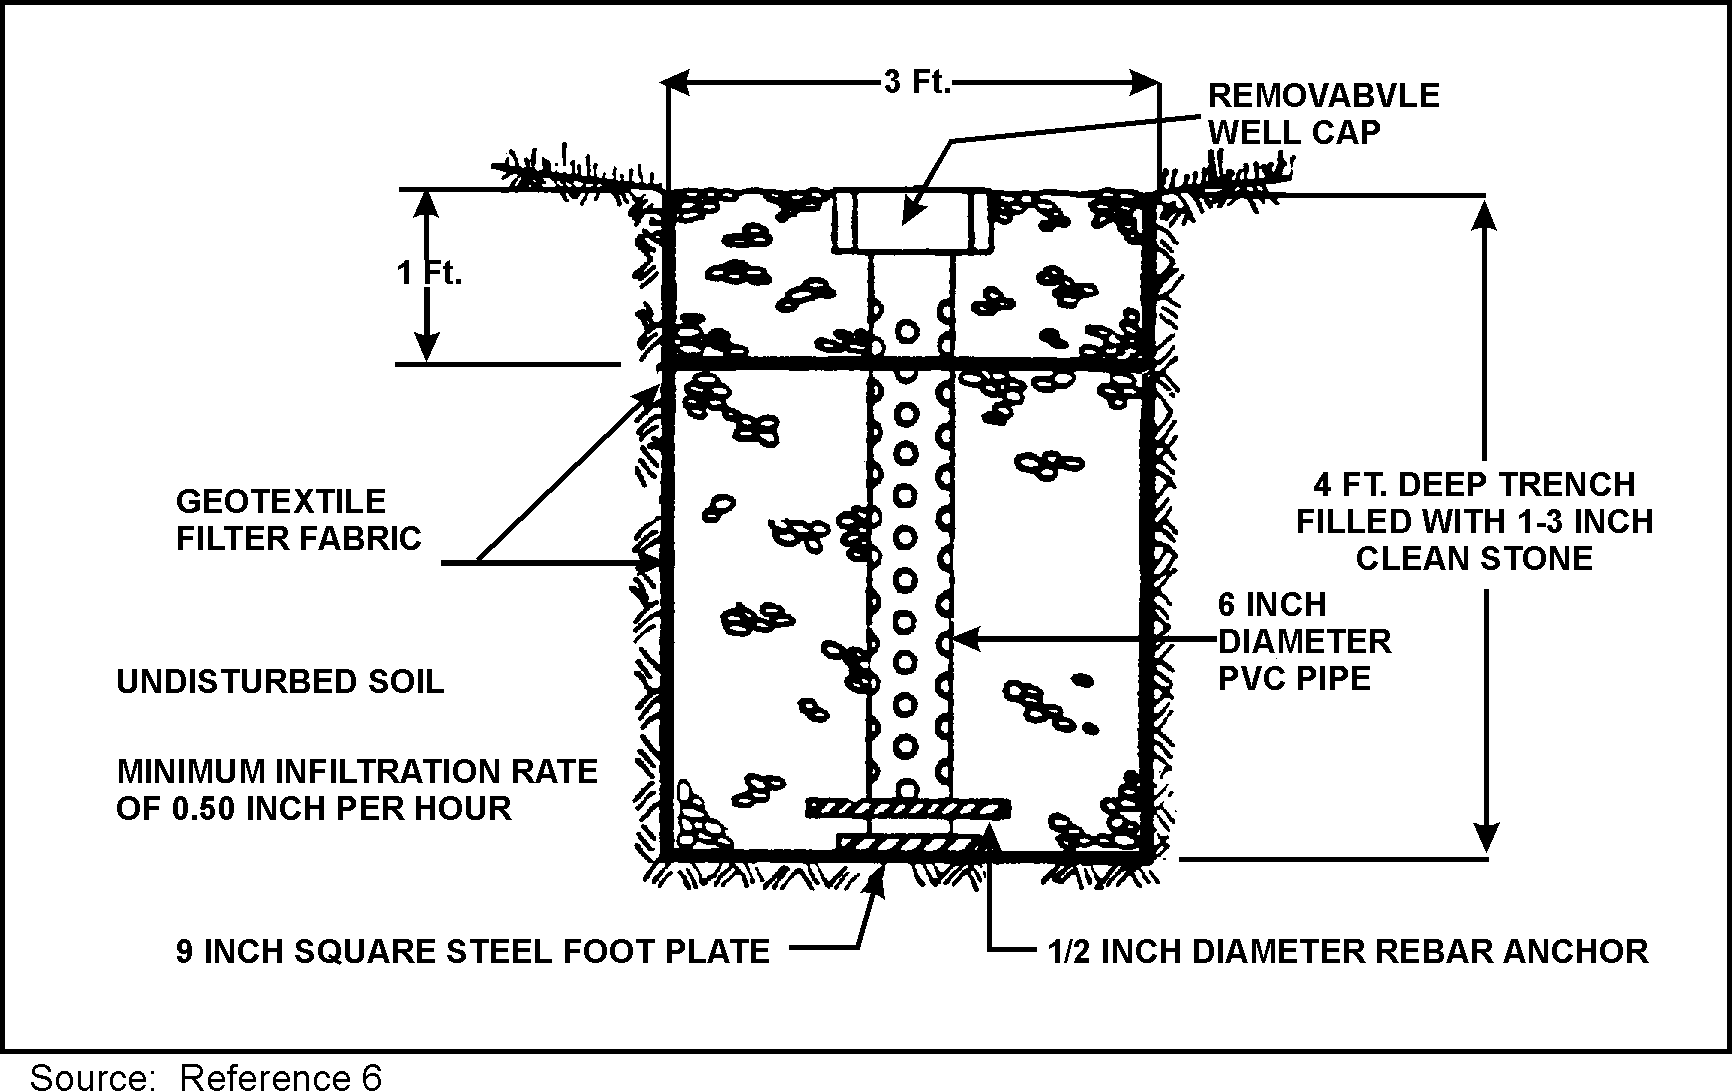 3 Ft.
REMOVABVLE
WELL CAP
1 Ft.
GEOTEXTILE
FILTER FABRIC
4 FT. DEEP TRENCH
FILLED WITH 1-3 INCH
CLEAN STONE
6 INCH
DIAMETER
PVC PIPE
UNDISTURBED SOIL
MINIMUM INFILTRATION RATE
OF 0.50 INCH PER HOUR
9 INCH SQUARE STEEL FOOT PLATE
1/2 INCH DIAMETER REBAR ANCHOR
Source: Reference 6